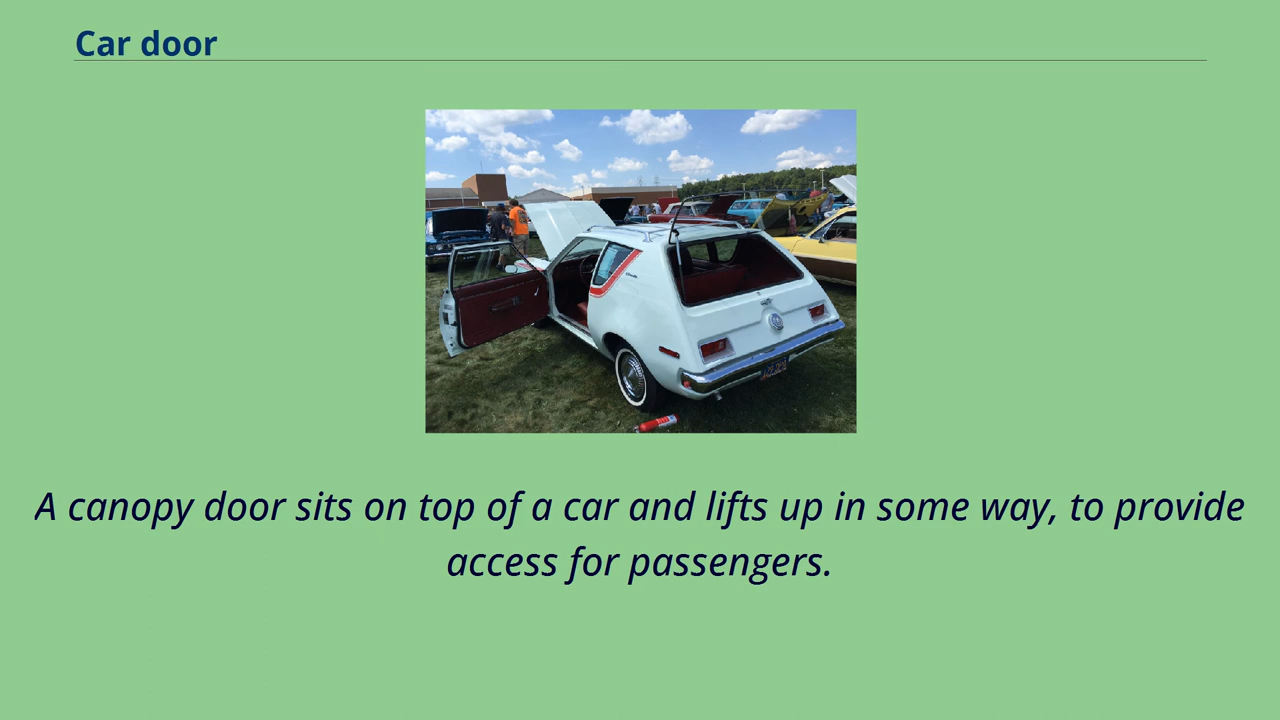 Car door
A canopy door sits on top of a car and lifts up in some way, to provide
access for passengers.